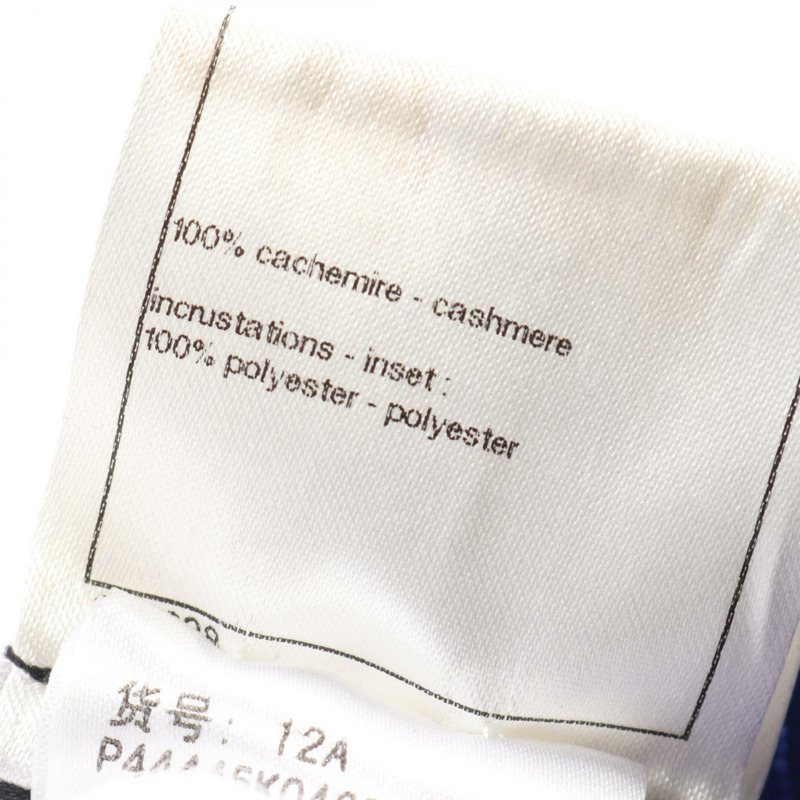 100% cachemire - cashmere
incrustations - inset :
100% polyester - polyester
货号: 12A